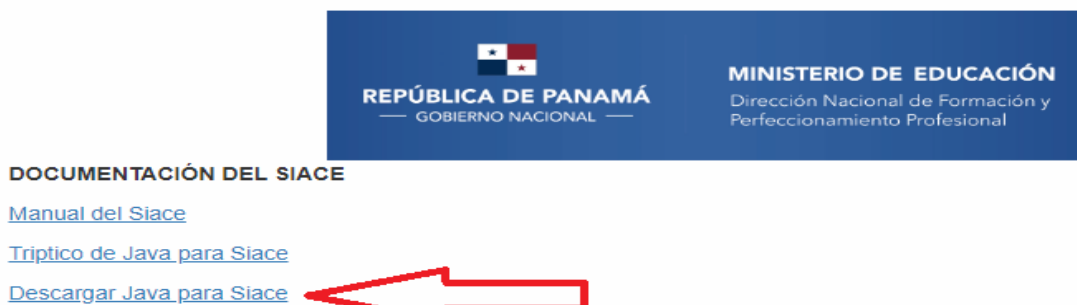 REPÚBLICA DE PANAMÁ
— GOBIERNO NACIONAL —
MINISTERIO DE EDUCACIÓN
Dirección Nacional de Formación y
Perfeccionamiento Profesional
DOCUMENTACIÓN DEL SIACE
Manual del Siace
Triptico de Java para Siace
Descargar Java para Siace